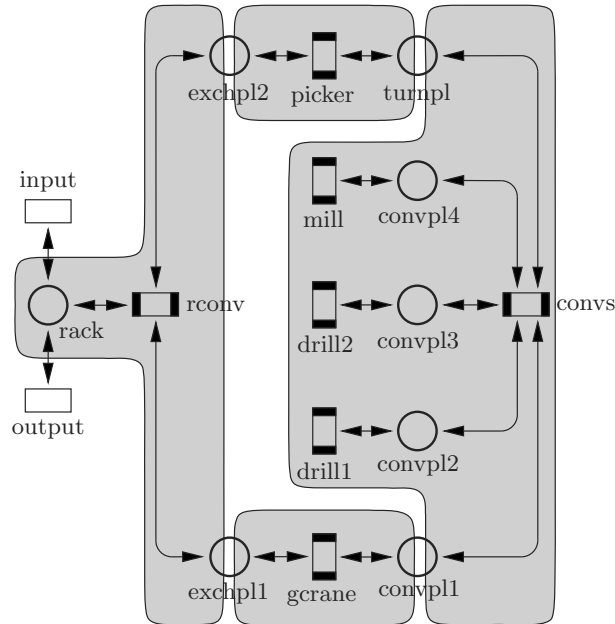 exchpl2 picker turnpl
input
mill convpl4
rack rconv convs
drill2 convpl3
output
drill1 convpl2
exchpl1 gcrane convpl1